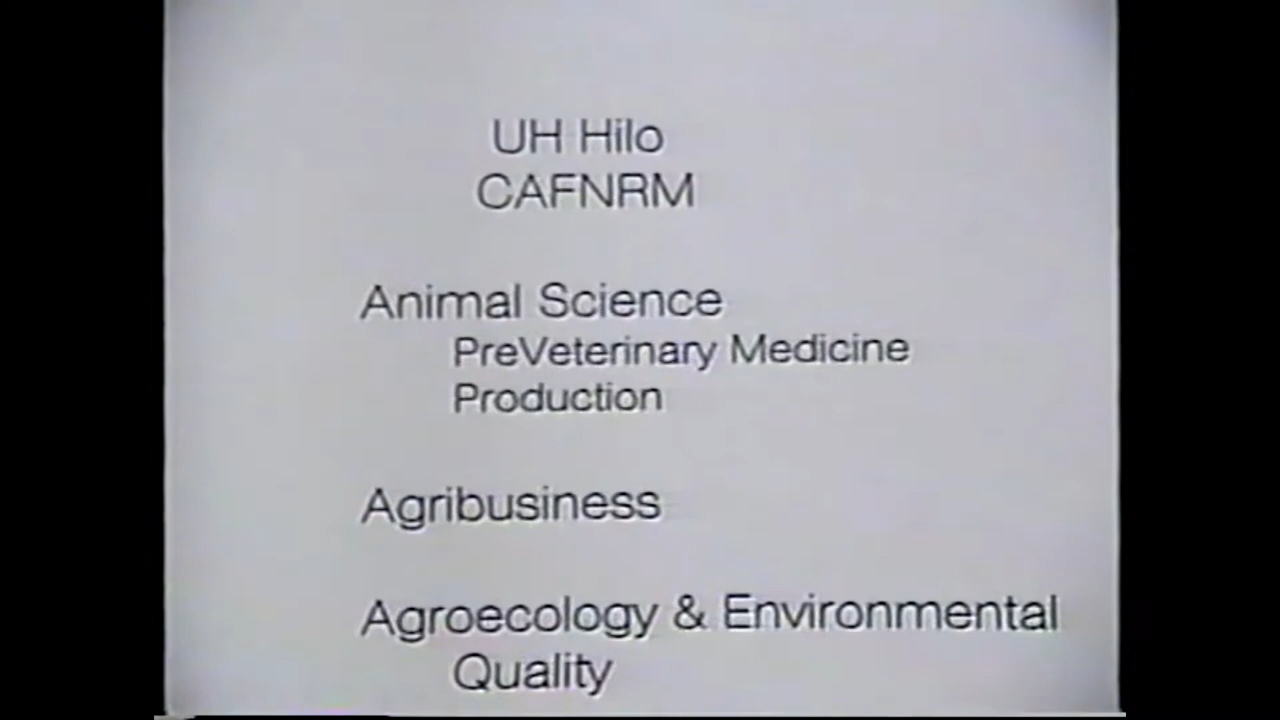 UH Hilo
CAFNRM
Animal Science
PreVeterinary Medicine
Production
Agribusiness
Agroecology & Environmental
Quality